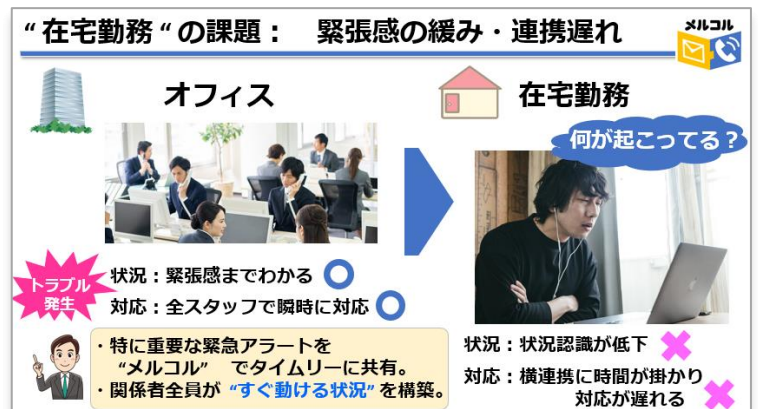 “在宅勤務“の課題： 緊張感の緩み・連携遅れ
メルコル
オフィス
在宅勤務
何が起こってる？
トラブル
発生
状況：緊張感までわかる
対応：全スタッフで瞬時に対応
・特に重要な緊急アラートを
“メルコル” でタイムリーに共有。
・関係者全員が “すぐ動ける状況” を構築。
状況：状況認識が低下
対応：横連携に時間が掛かり
対応が遅れる